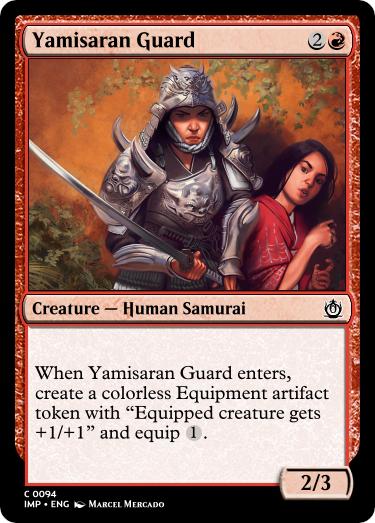 Yamisaran Guard 2
Creature — Human Samurai
When Yamisaran Guard enters,
create a colorless Equipment artifact
token with “Equipped creature gets
+1/+1” and equip 1.
2/3
C 0094
IMP • ENG Marcel Mercado